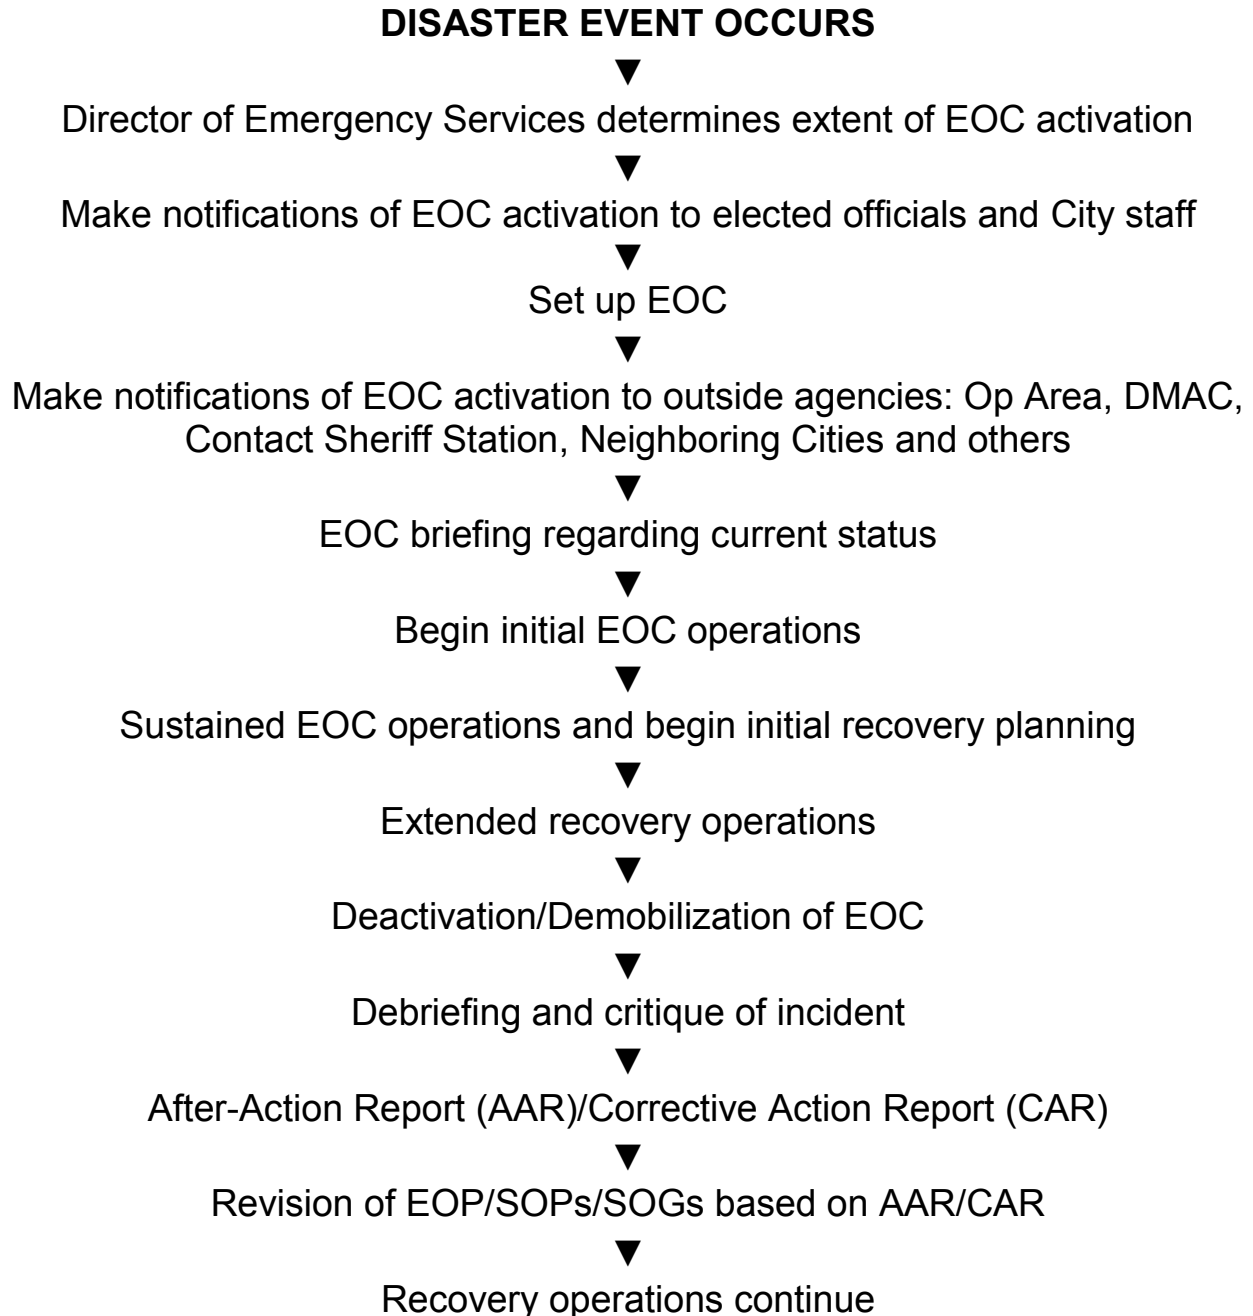 DISASTER EVENT OCCURS
Director of Emergency Services determines extent of EOC activation
Make notifications of EOC activation to elected officials and City staff
Set up EOC
Make notifications of EOC activation to outside agencies: Op Area, DMAC,
Contact Sheriff Station, Neighboring Cities and others
EOC briefing regarding current status
Begin initial EOC operations
Sustained EOC operations and begin initial recovery planning
Extended recovery operations
Deactivation/Demobilization of EOC
Debriefing and critique of incident
After-Action Report (AAR)/Corrective Action Report (CAR)
Revision of EOP/SOPs/SOGs based on AAR/CAR
Recovery operations continue